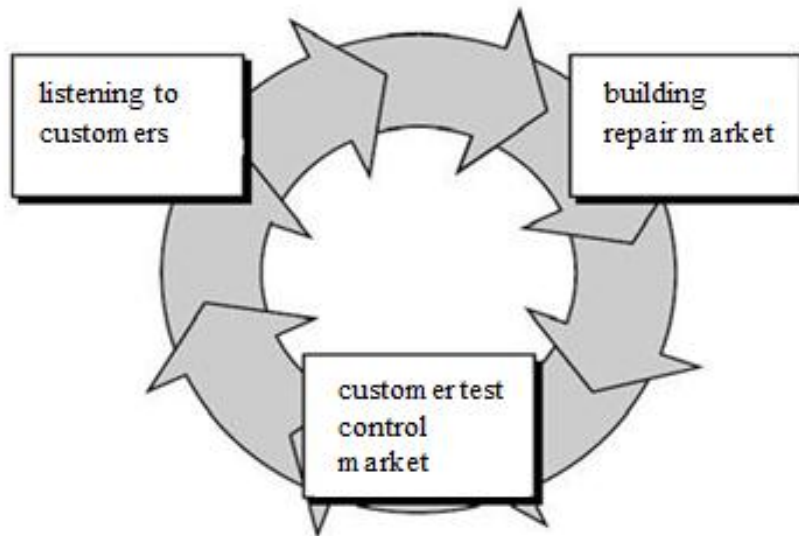 listening to
customers
building
repair market
customer test
control
market